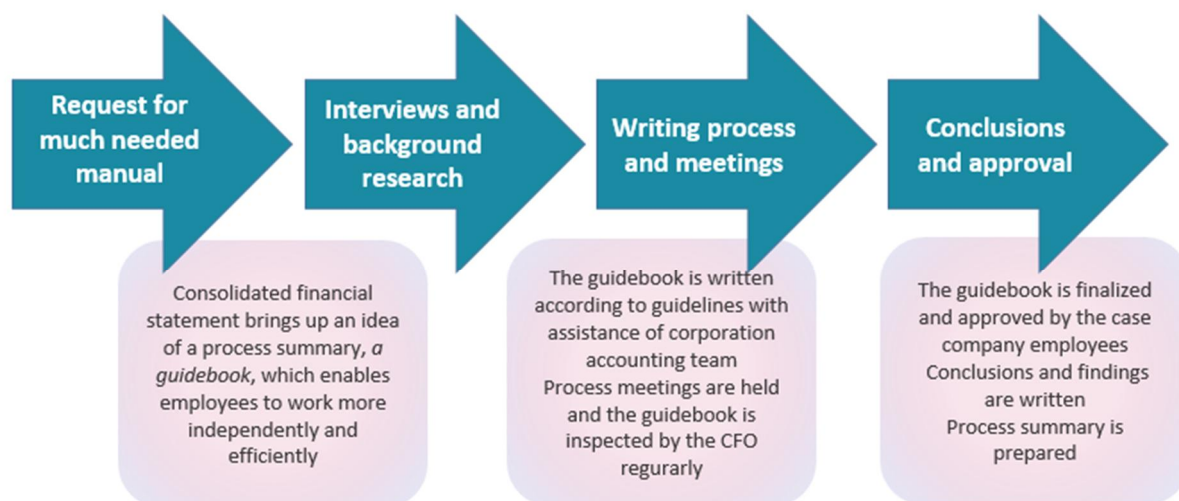 Request for
much needed
manual
Interviews and
background
research
Writing process
and meetings
Conclusions
and approval
Consolidated financial
statement brings up an idea
of a process summary, a
guidebook, which enables
employees to work more
independently and
efficiently
The guidebook is written
according to guidelines with
assistance of corporation
accounting team
Process meetings are held
and the guidebook is
inspected by the CFO
regurarly
The guidebook is finalized
and approved by the case
company employees
Conclusions and findings
are written
Process summary is
prepared